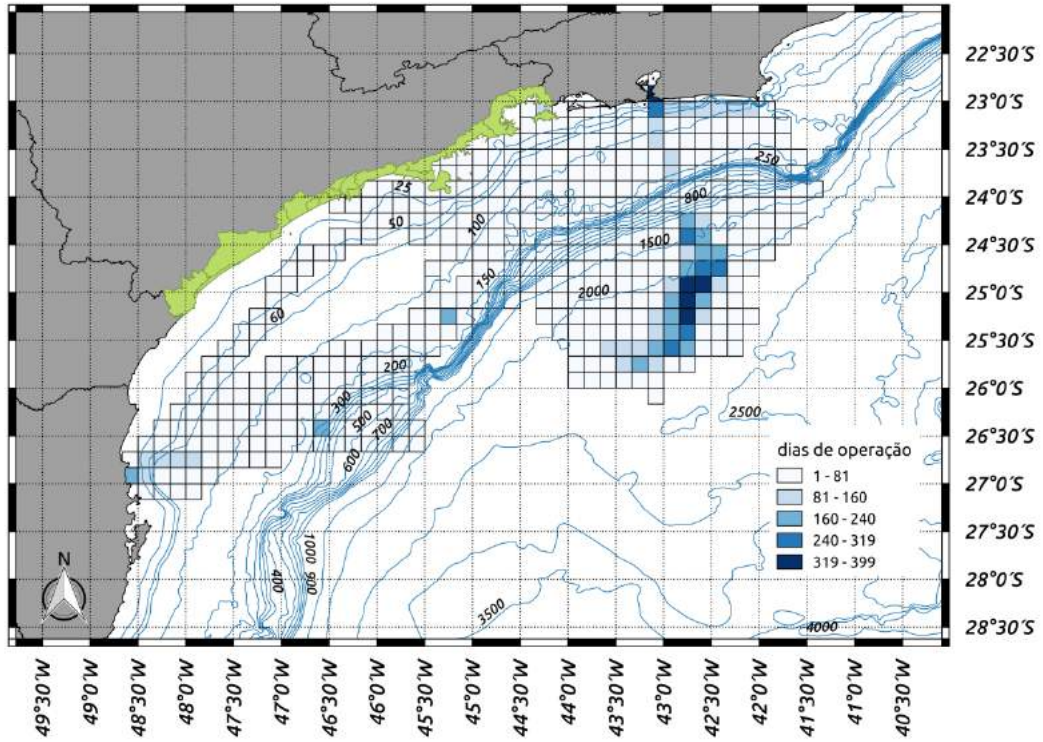 22°30'S
23°0'S
23°30'S
24°0'S
24°30'S
25°0'S
25°30'S
26°0'S
26°30'S
27°0'S
27°30'S
28°0'S
28°30'S
25
50
60
100
150
200
250
300
400
500
600
700
800
900
1000
1500
2000
2500
3500
4000
dias de operação
1 - 81
81 - 160
160 - 240
240 - 319
319 - 399
N
49°30'W
49°0'W
48°30'W
48°0'W
47°30'W
47°0'W
46°30'W
46°0'W
45°30'W
45°0'W
44°30'W
44°0'W
43°30'W
43°0'W
42°30'W
42°0'W
41°30'W
41°0'W
40°30'W